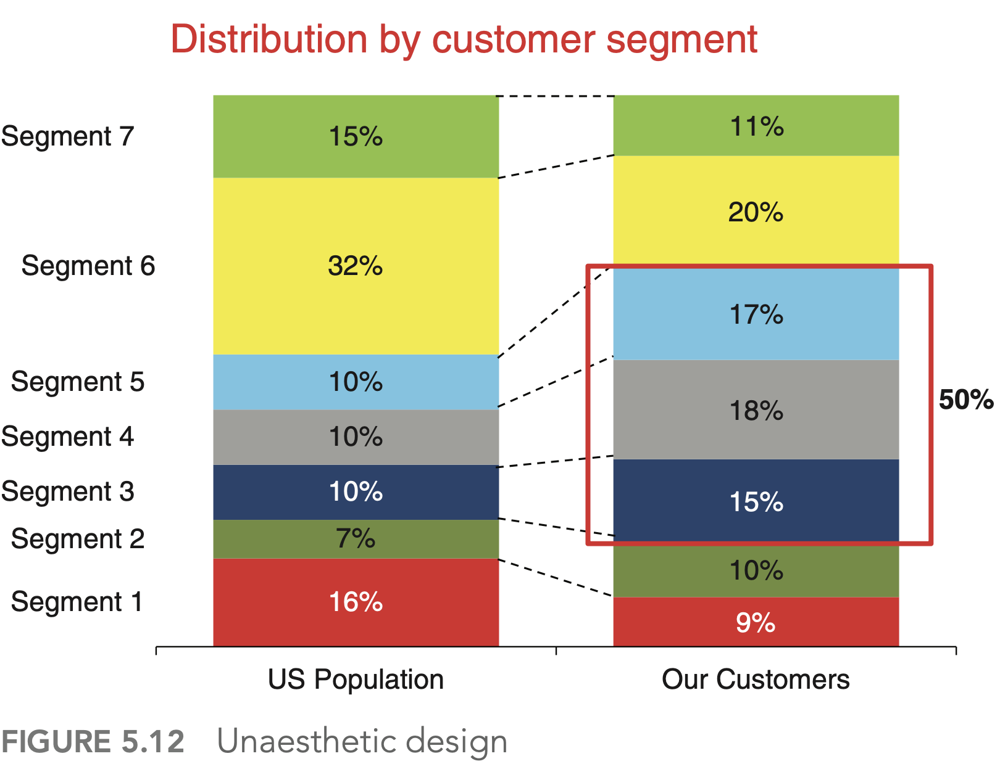 Distribution by customer segment
Segment 7 15% 11%
Segment 6 32% 20%
Segment 5 10% 17%
Segment 4 10% 18% 50%
Segment 3 10% 15%
Segment 2 7% 10%
Segment 1 16% 9%
US Population Our Customers
FIGURE 5.12 Unaesthetic design